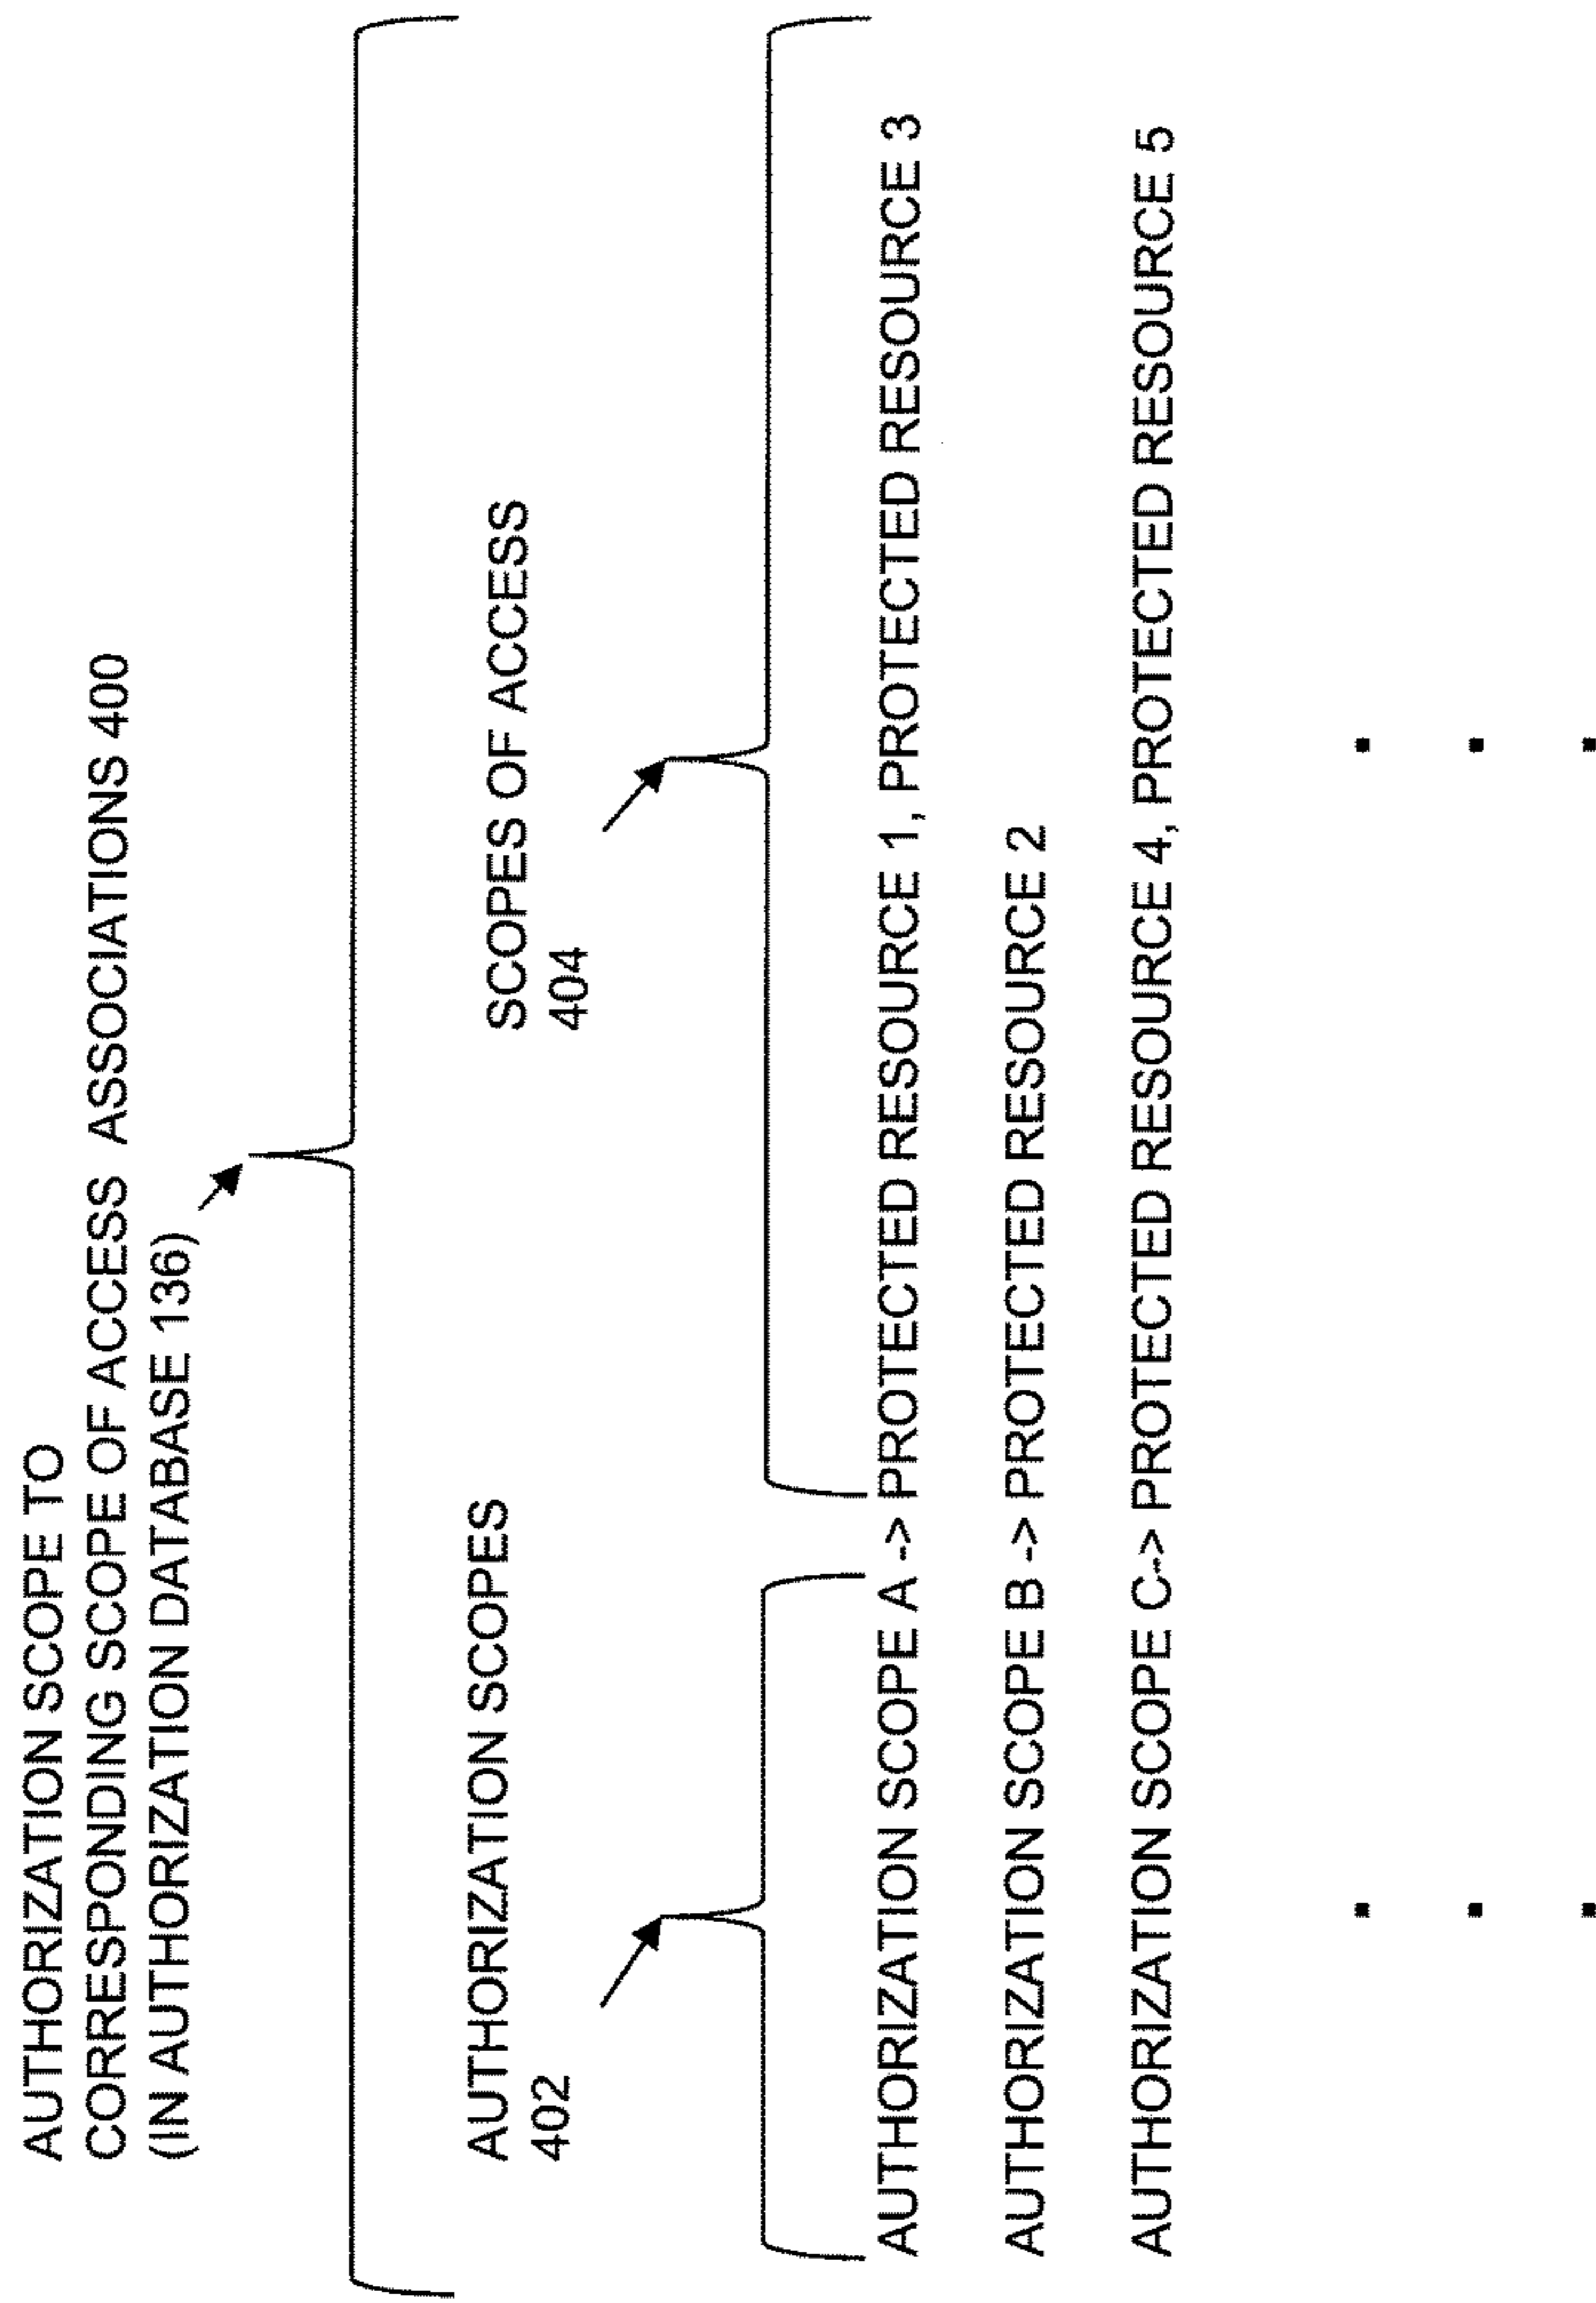 AUTHORIZATION SCOPE TO
CORRESPONDING SCOPE OF ACCESS ASSOCIATIONS 400
(IN AUTHORIZATION DATABASE 136)
AUTHORIZATION SCOPES
402
SCOPES OF ACCESS
404
AUTHORIZATION SCOPE A -> PROTECTED RESOURCE 1, PROTECTED RESOURCE 3
AUTHORIZATION SCOPE B -> PROTECTED RESOURCE 2
AUTHORIZATION SCOPE C-> PROTECTED RESOURCE 4, PROTECTED RESOURCE 5